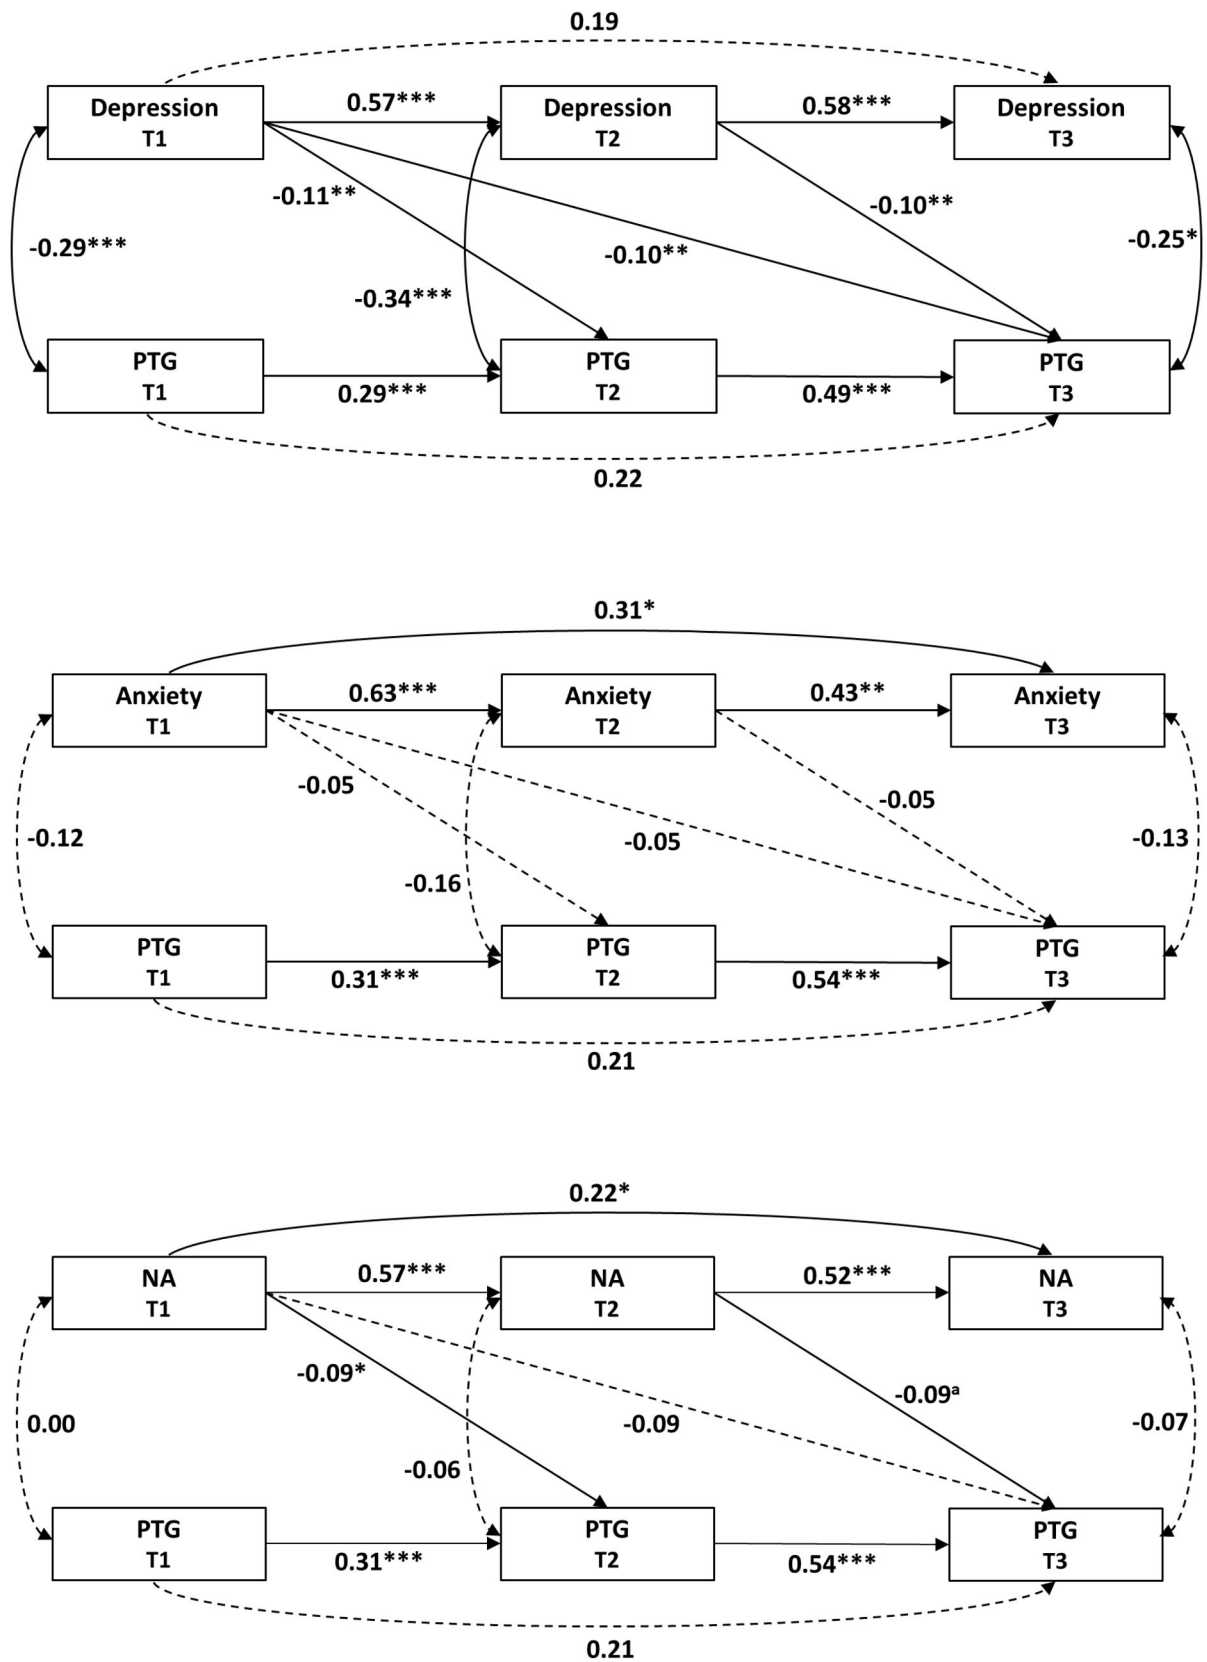 0.19
Depression
T1
0.57***
Depression
T2
0.58***
Depression
T3
-0.11**
-0.10**
-0.29***
-0.10**
-0.25*
-0.34***
PTG
T1
0.29***
PTG
T2
0.49***
PTG
T3
0.22
0.31*
Anxiety
T1
0.63***
Anxiety
T2
0.43**
Anxiety
T3
-0.05
-0.05
-0.12
-0.05
-0.13
-0.16
PTG
T1
0.31***
PTG
T2
0.54***
PTG
T3
0.21
0.22*
NA
T1
0.57***
NA
T2
0.52***
NA
T3
-0.09*
-0.09ª
0.00
-0.09
-0.07
-0.06
PTG
T1
0.31***
PTG
T2
0.54***
PTG
T3
0.21